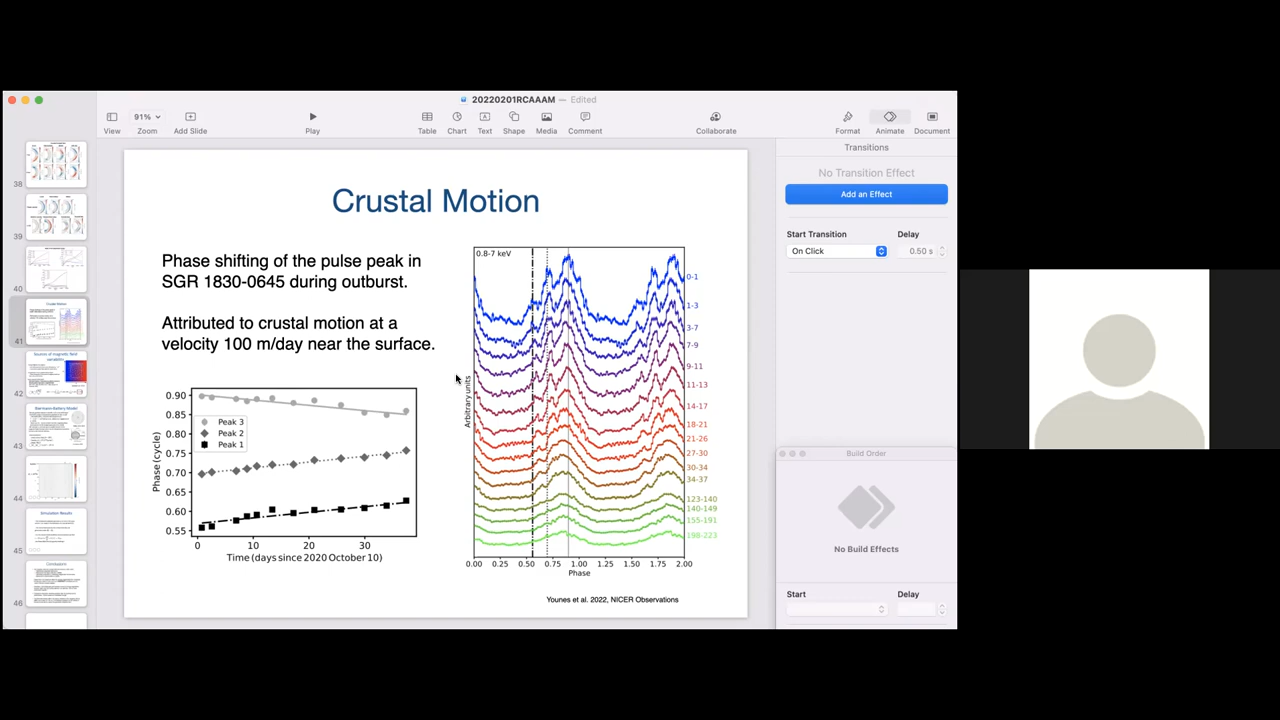 20220201RCAAAM — Edited
91%
View
Zoom
Add Slide
Play
Table
Chart
Text
Shape
Media
Comment
Collaborate
Format
Animate
Document
38
39
40
41
42
43
44
45
46
Crustal Motion
Phase shifting of the pulse peak in
SGR 1830-0645 during outburst.
Attributed to crustal motion at a
velocity 100 m/day near the surface.
Phase (cycle)
0.90
0.85
0.80
0.75
0.70
0.65
0.60
0.55
Peak 3
Peak 2
Peak 1
0 10 20 30
Time (days since 2020 October 10)
0.8-7 keV
Arbitrary units
0-1
1-3
3-7
7-9
9-11
11-13
14-17
18-21
21-26
27-30
30-34
34-37
123-140
140-149
155-191
198-223
0.00 0.25 0.50 0.75 1.00 1.25 1.50 1.75 2.00
Phase
Younes et al. 2022, NICER Observations
Transitions
No Transition Effect
Add an Effect
Start Transition
Delay
On Click
0.50 s
Build Order
No Build Effects
Start
Delay